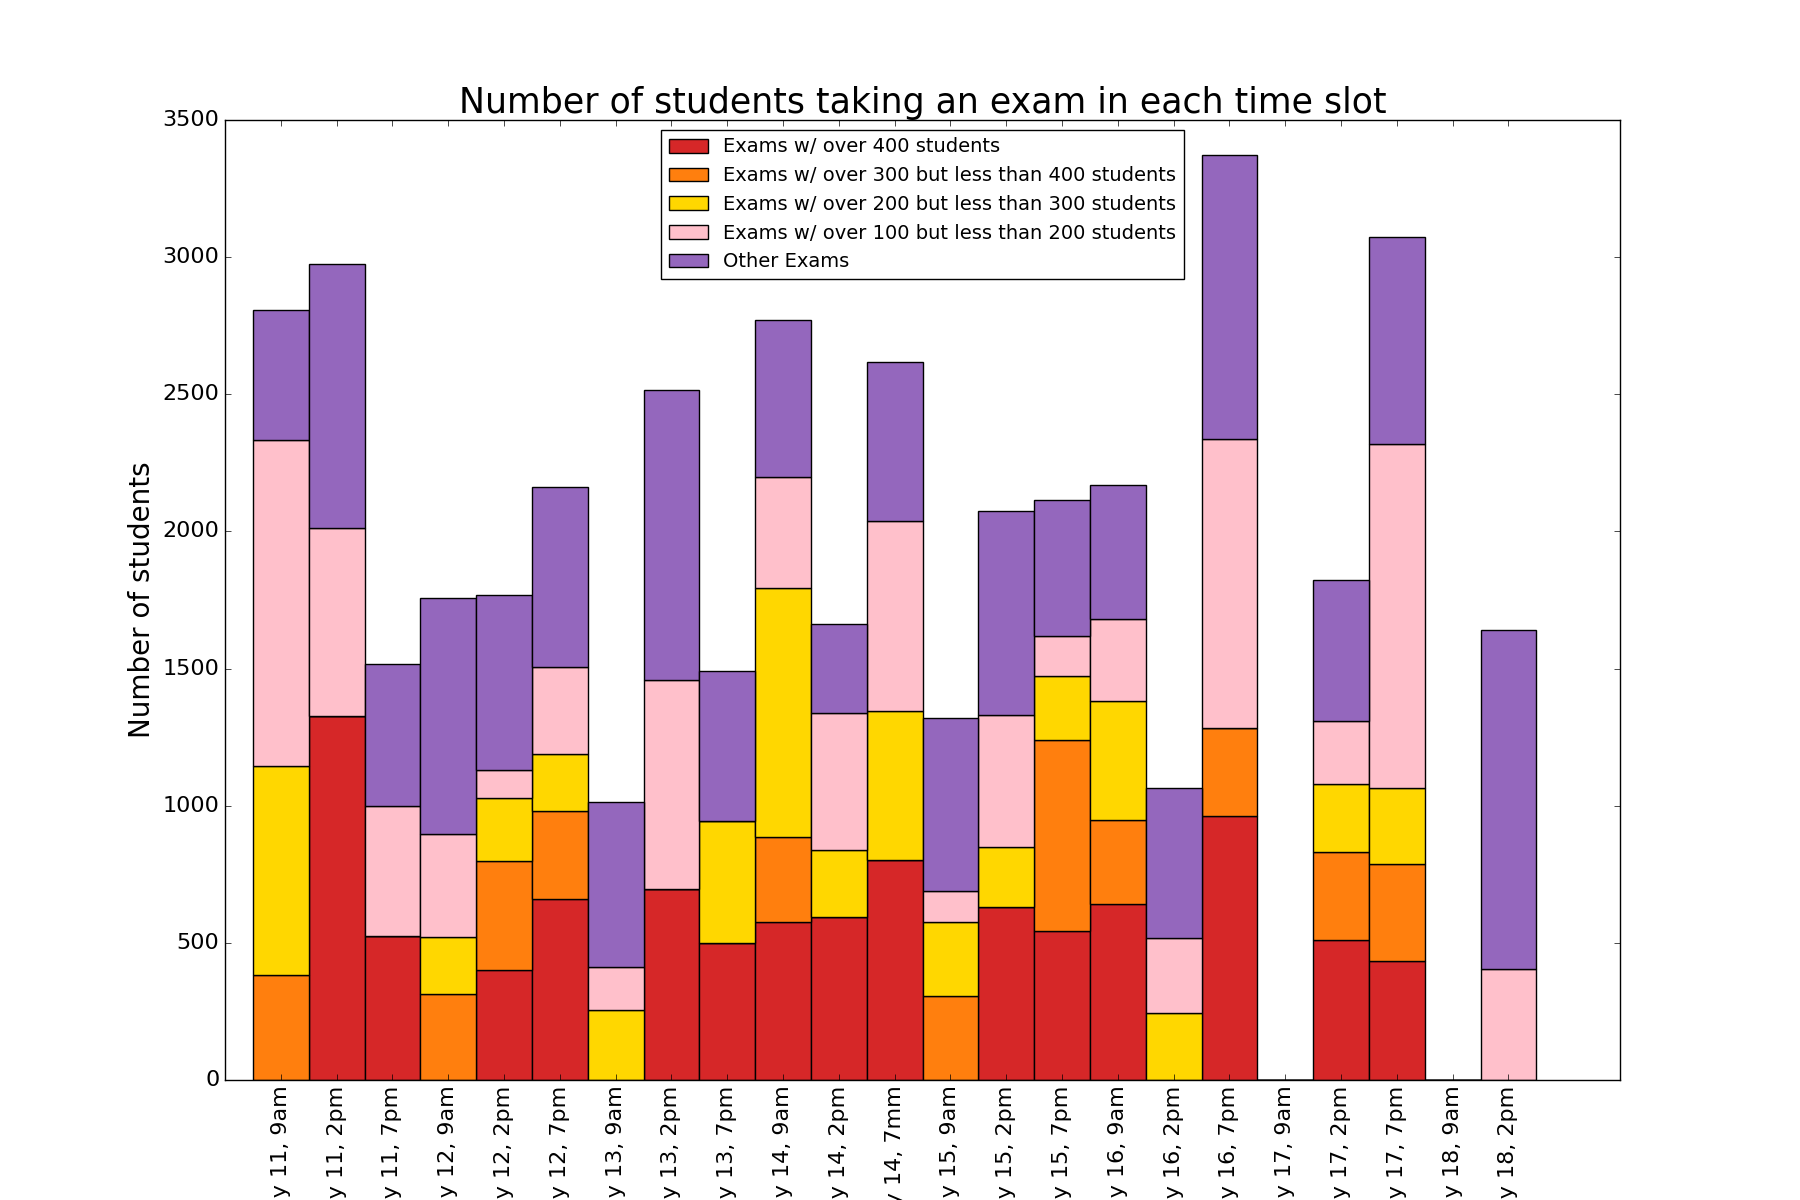 Number of students taking an exam in each time slot
Exams w/ over 400 students
Exams w/ over 300 but less than 400 students
Exams w/ over 200 but less than 300 students
Exams w/ over 100 but less than 200 students
Other Exams
Number of students
3500
3000
2500
2000
1500
1000
500
0
y 11, 9am
y 11, 2pm
y 11, 7pm
y 12, 9am
y 12, 2pm
y 12, 7pm
y 13, 9am
y 13, 2pm
y 13, 7pm
y 14, 9am
y 14, 2pm
y 14, 7mm
y 15, 9am
y 15, 2pm
y 15, 7pm
y 16, 9am
y 16, 2pm
y 16, 7pm
y 17, 9am
y 17, 2pm
y 17, 7pm
y 18, 9am
y 18, 2pm